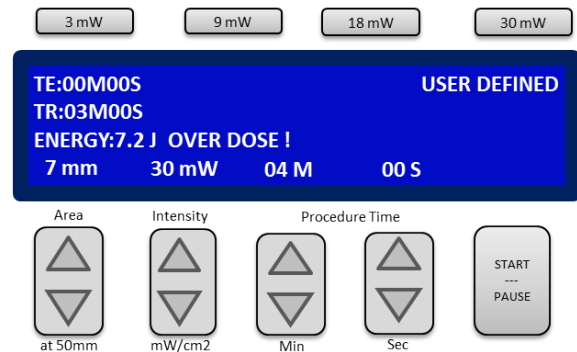 3 mW 9 mW 18 mW 30 mW
TE:00M00S USER DEFINED
TR:03M00S
ENERGY:7.2 J OVER DOSE !
7 mm 30 mW 04 M 00 S
Area Intensity Procedure Time
START
---
PAUSE
at 50mm mW/cm2 Min Sec